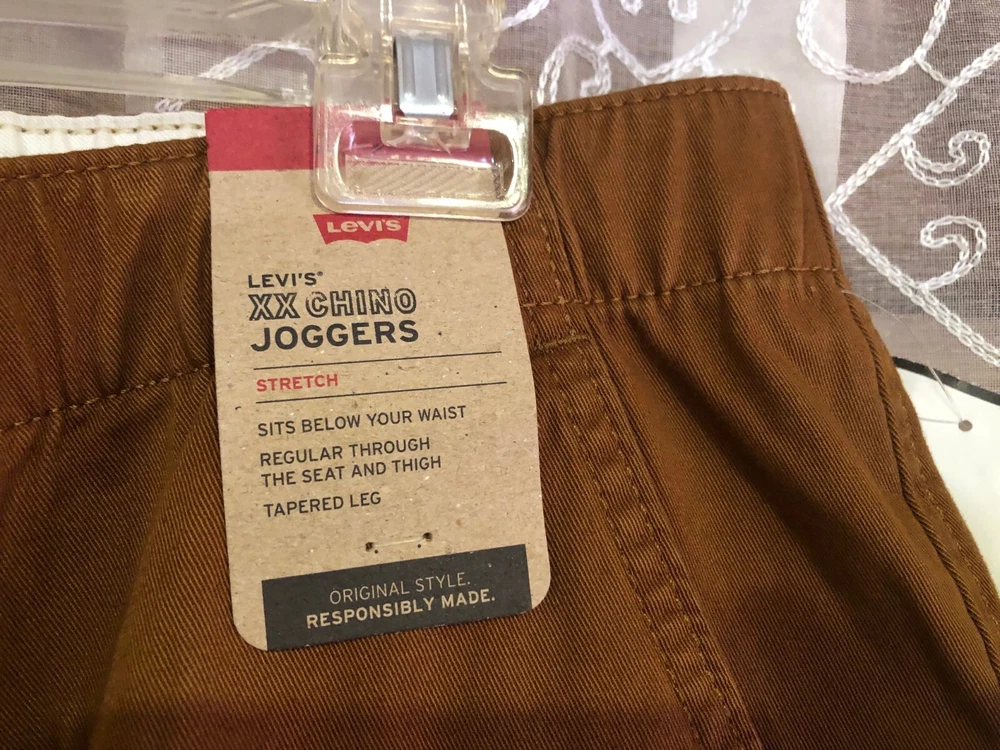 LEVI'S
LEVI'S®
XX CHINO
JOGGERS
STRETCH
SITS BELOW YOUR WAIST
REGULAR THROUGH
THE SEAT AND THIGH
TAPERED LEG
ORIGINAL STYLE.
RESPONSIBLY MADE.